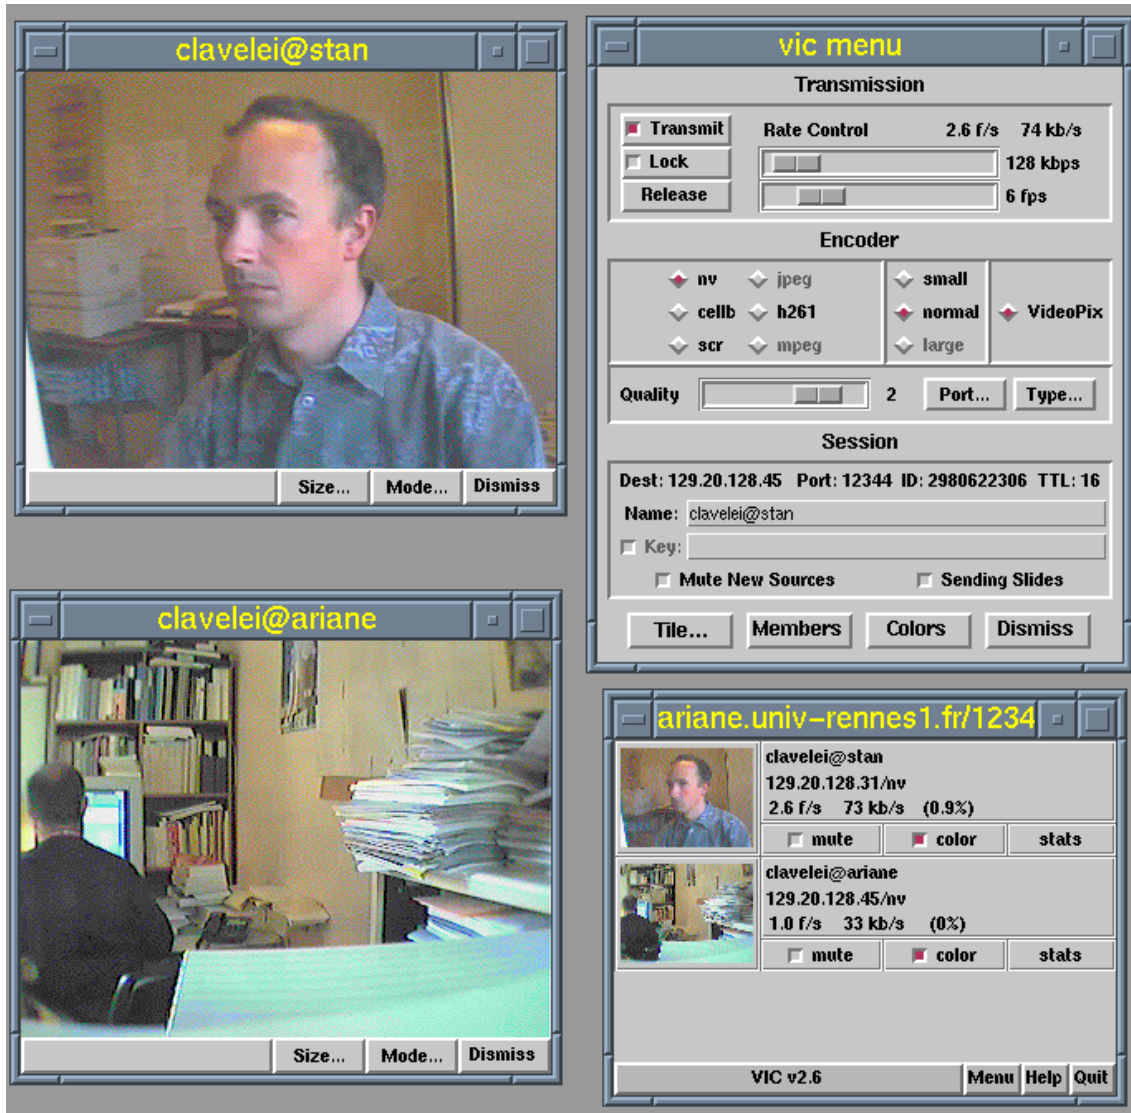 clavelei@stan
Size... Mode... Dismiss
vic menu
Transmission
Transmit Rate Control 2.6 f/s 74 kb/s
Lock 128 kbps
Release 6 fps
Encoder
nv jpeg small
cellb h261 normal VideoPix
scr mpeg large
Quality 2 Port... Type...
Session
Dest: 129.20.128.45 Port: 12344 ID: 2980622306 TTL: 16
Name: clavelei@stan
Key:
Mute New Sources Sending Slides
Tile... Members Colors Dismiss
clavelei@ariane
Size... Mode... Dismiss
ariane.univ-rennes1.fr/1234
clavelei@stan
129.20.128.31/nv
2.6 f/s 73 kb/s (0.9%)
mute color stats
clavelei@ariane
129.20.128.45/nv
1.0 f/s 33 kb/s (0%)
mute color stats
VIC v2.6 Menu Help Quit